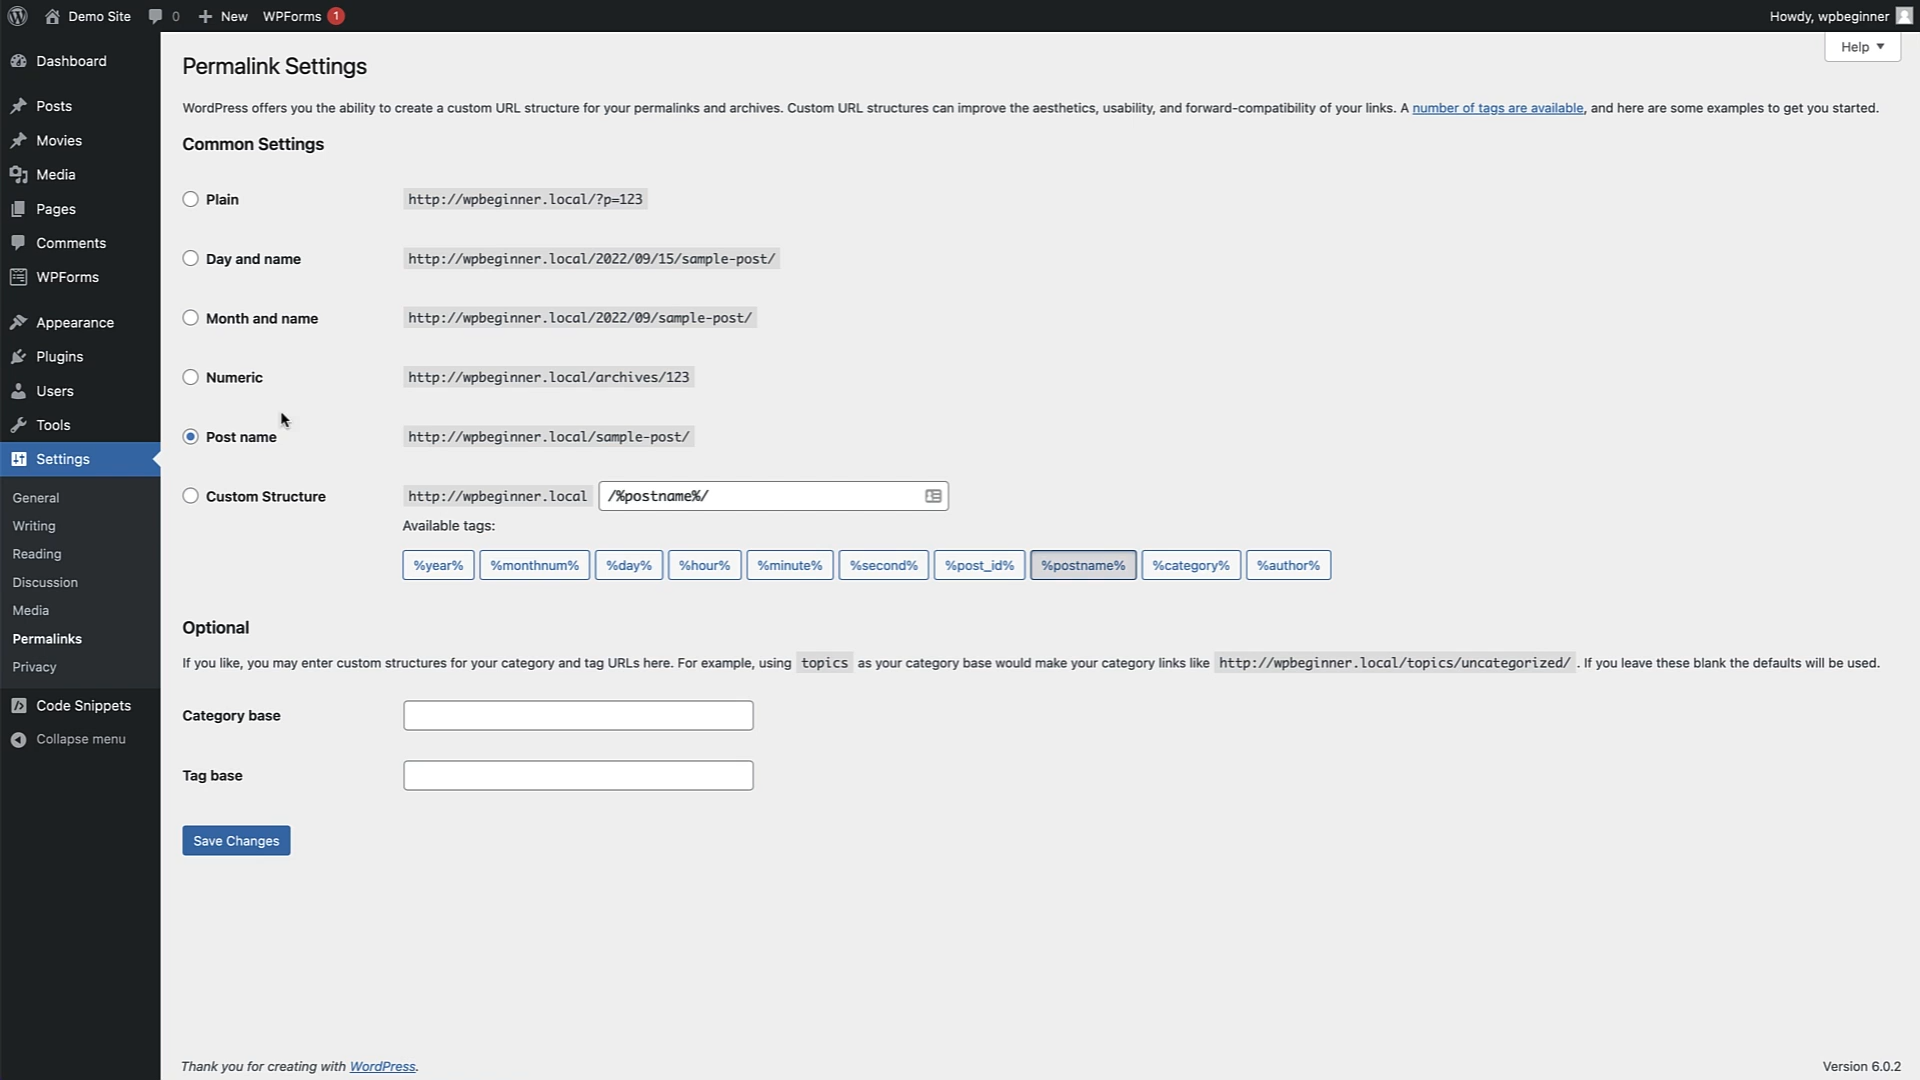 Demo Site 0 New WPForms 1 Howdy, wpbeginner
Help
Dashboard
Posts
Movies
Media
Pages
Comments
WPForms
Appearance
Plugins
Users
Tools
Settings
General
Writing
Reading
Discussion
Media
Permalinks
Privacy
Code Snippets
Collapse menu
Permalink Settings
WordPress offers you the ability to create a custom URL structure for your permalinks and archives. Custom URL structures can improve the aesthetics, usability, and forward-compatibility of your links. A number of tags are available, and here are some examples to get you started.
Common Settings
Plain http://wpbeginner.local/?p=123
Day and name http://wpbeginner.local/2022/09/15/sample-post/
Month and name http://wpbeginner.local/2022/09/sample-post/
Numeric http://wpbeginner.local/archives/123
Post name http://wpbeginner.local/sample-post/
Custom Structure http://wpbeginner.local /%postname%/
Available tags:
%year% %monthnum% %day% %hour% %minute% %second% %post_id% %postname% %category% %author%
Optional
If you like, you may enter custom structures for your category and tag URLs here. For example, using topics as your category base would make your category links like http://wpbeginner.local/topics/uncategorized/ . If you leave these blank the defaults will be used.
Category base
Tag base
Save Changes
Thank you for creating with WordPress. Version 6.0.2